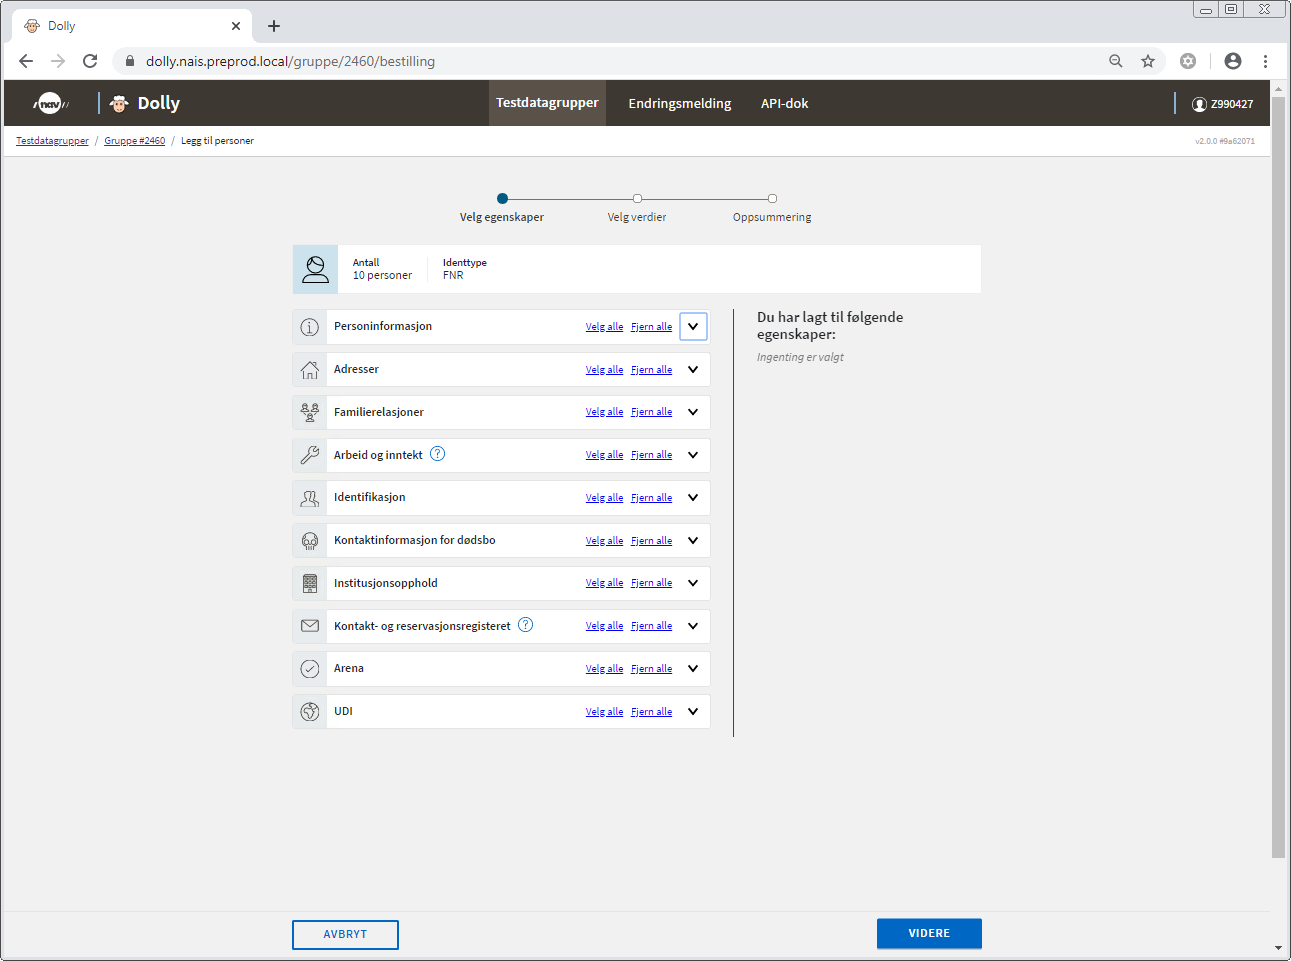 Dolly
dolly.nais.preprod.local/gruppe/2460/bestilling
nav Dolly Testdatagrupper Endringsmelding API-dok Z990427
Testdatagrupper / Gruppe #2460 / Legg til personer v2.0.0 #9a62071
Velg egenskaper Velg verdier Oppsummering
Antall Identtype
10 personer FNR
Personinformasjon Velg alle Fjern alle
Adresser Velg alle Fjern alle
Familierelasjoner Velg alle Fjern alle
Arbeid og inntekt ? Velg alle Fjern alle
Identifikasjon Velg alle Fjern alle
Kontaktinformasjon for dødsbo Velg alle Fjern alle
Institusjonsopphold Velg alle Fjern alle
Kontakt- og reservasjonsregisteret ? Velg alle Fjern alle
Arena Velg alle Fjern alle
UDI Velg alle Fjern alle
Du har lagt til følgende
egenskaper:
Ingenting er valgt
AVBRYT VIDERE